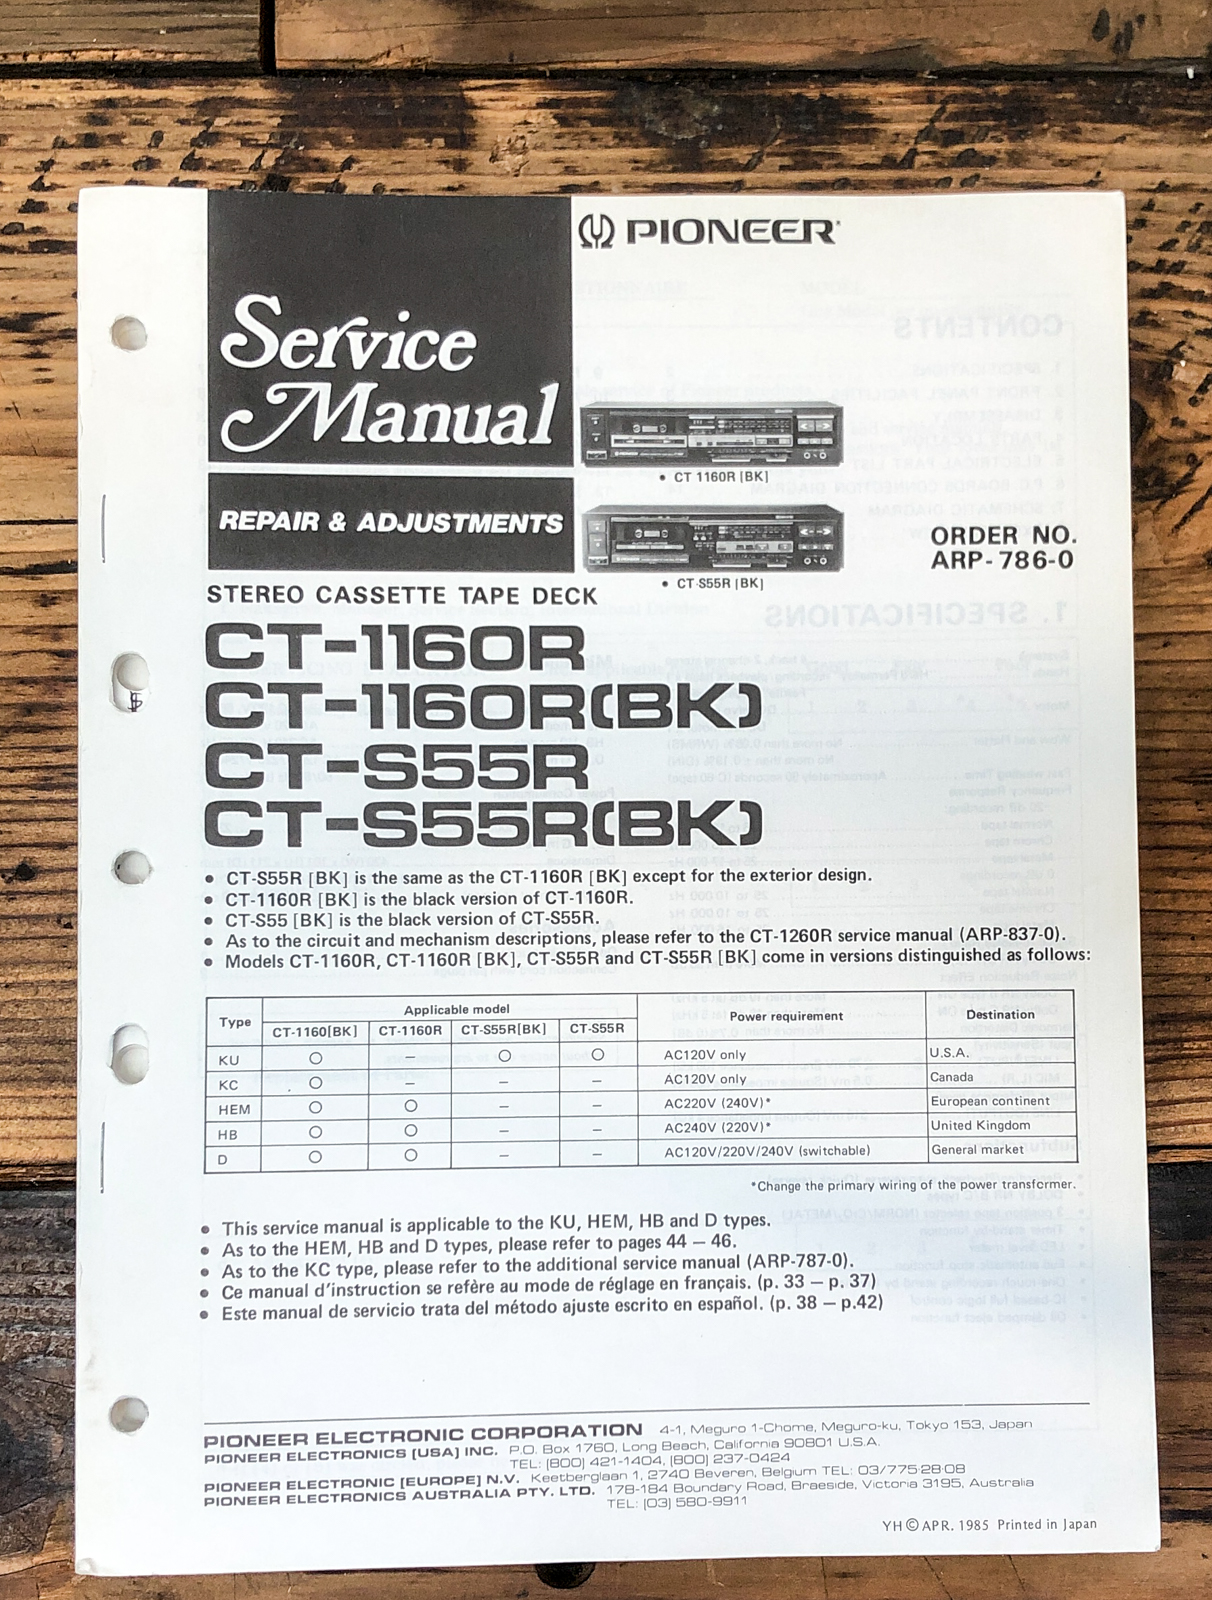 PIONEER
Service
Manual
REPAIR & ADJUSTMENTS
• CT 1160R [BK]
• CT-S55R [BK]
ORDER NO.
ARP-786-0
STEREO CASSETTE TAPE DECK
CT-1160R
CT-1160R(BK)
CT-S55R
CT-S55R(BK)
• CT-S55R [BK] is the same as the CT-1160R [BK] except for the exterior design.
• CT-1160R [BK] is the black version of CT-1160R.
• CT-S55 [BK] is the black version of CT-S55R.
• As to the circuit and mechanism descriptions, please refer to the CT-1260R service manual (ARP-837-0).
• Models CT-1160R, CT-1160R [BK], CT-S55R and CT-S55R [BK] come in versions distinguished as follows:
Type Applicable model Power requirement Destination
CT-1160[BK] CT-1160R CT-S55R[BK] CT-S55R
KU ○ – ○ ○ AC120V only U.S.A.
KC ○ – – – AC120V only Canada
HEM ○ ○ – – AC220V (240V)* European continent
HB ○ ○ – – AC240V (220V)* United Kingdom
D ○ ○ – – AC120V/220V/240V (switchable) General market
*Change the primary wiring of the power transformer.
• This service manual is applicable to the KU, HEM, HB and D types.
• As to the HEM, HB and D types, please refer to pages 44 – 46.
• As to the KC type, please refer to the additional service manual (ARP-787-0).
• Ce manual d'instruction se refère au mode de réglage en français. (p. 33 – p. 37)
• Este manual de servicio trata del método ajuste escrito en español. (p. 38 – p.42)
PIONEER ELECTRONIC CORPORATION 4-1, Meguro 1-Chome, Meguro-ku, Tokyo 153, Japan
PIONEER ELECTRONICS [USA] INC. P.O. Box 1760, Long Beach, California 90801 U.S.A.
TEL: [800] 421-1404, [800] 237-0424
PIONEER ELECTRONIC [EUROPE] N.V. Keetberglaan 1, 2740 Beveren, Belgium TEL: 03/775·28·08
PIONEER ELECTRONICS AUSTRALIA PTY. LTD. 178-184 Boundary Road, Braeside, Victoria 3195, Australia
TEL: [03] 580-9911
YH © APR. 1985 Printed in Japan